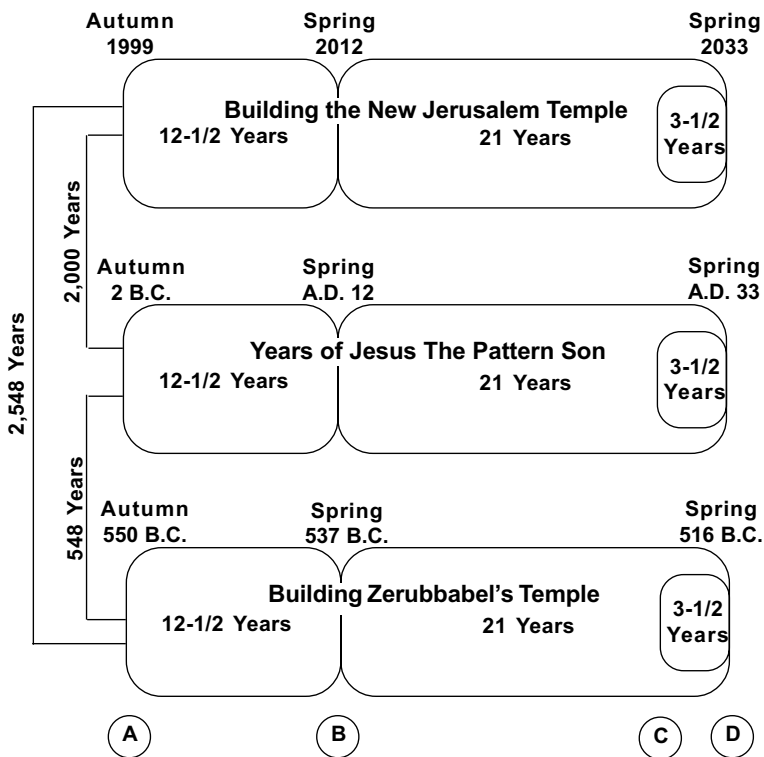 Autumn
1999
Spring
2012
Spring
2033
Building the New Jerusalem Temple
12-1/2 Years
21 Years
3-1/2
Years
2,000 Years
2,548 Years
Autumn
2 B.C.
Spring
A.D. 12
Spring
A.D. 33
Years of Jesus The Pattern Son
12-1/2 Years
21 Years
3-1/2
Years
548 Years
Autumn
550 B.C.
Spring
537 B.C.
Spring
516 B.C.
Building Zerubbabel's Temple
12-1/2 Years
21 Years
3-1/2
Years
A
B
C
D